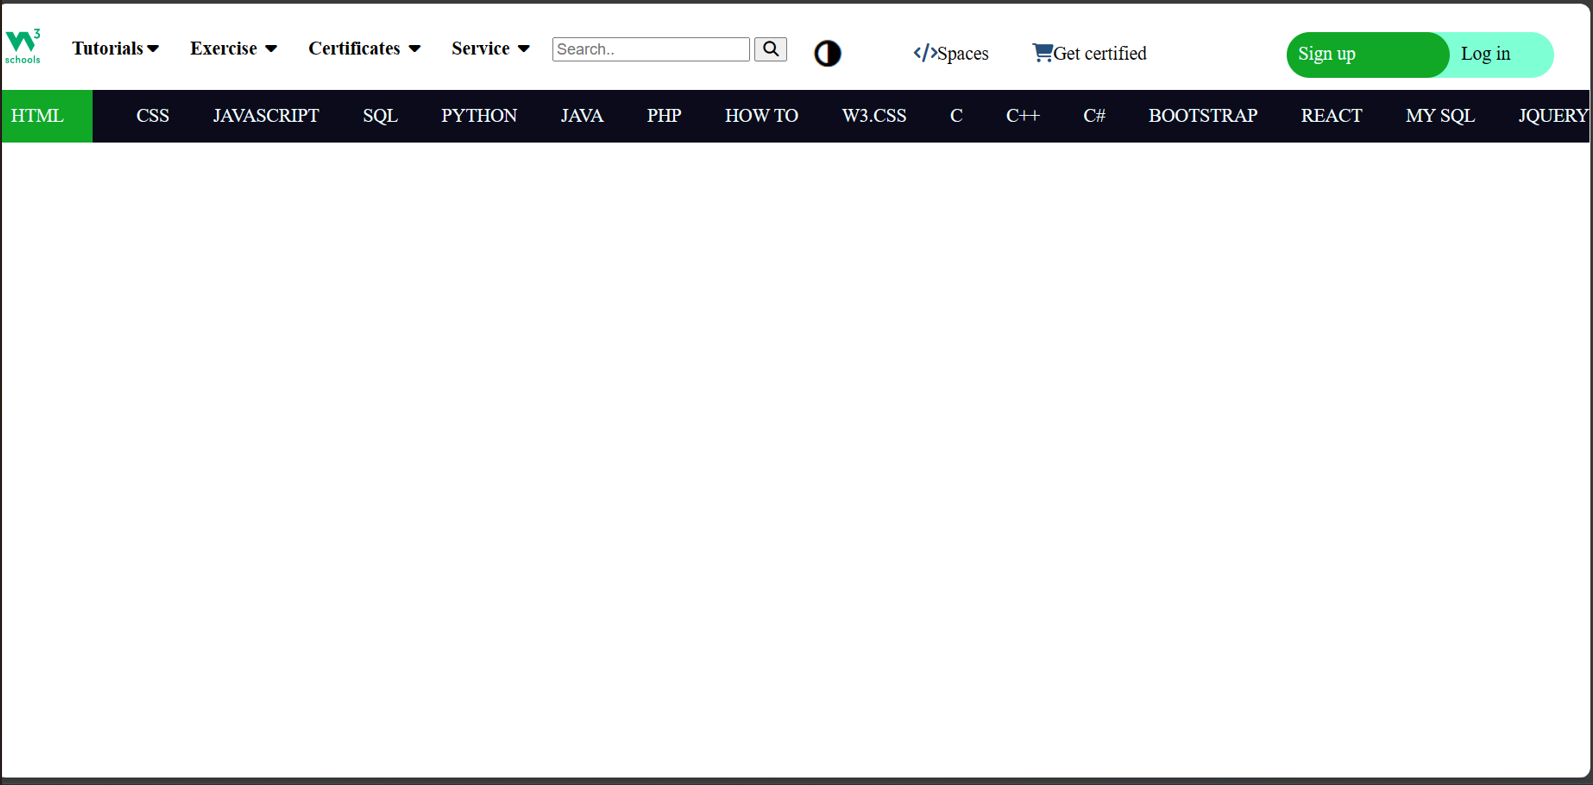 W3 schools Tutorials Exercise Certificates Service Search.. </>Spaces Get certified Sign up Log in
HTML CSS JAVASCRIPT SQL PYTHON JAVA PHP HOW TO W3.CSS C C++ C# BOOTSTRAP REACT MY SQL JQUERY